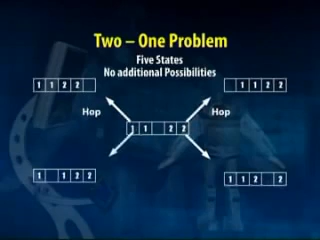 Two – One Problem
Five States
No additional Possibilities
1 1 2 2
1 1 2 2
Hop
Hop
1 1 2 2
1 1 2 2
1 1 2 2